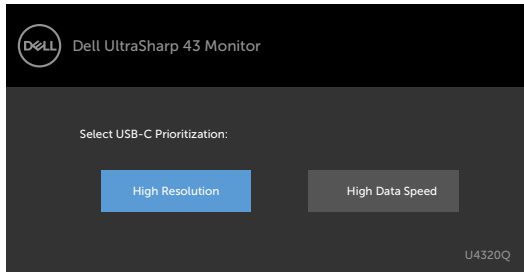 DELL Dell UltraSharp 43 Monitor
Select USB-C Prioritization:
High Resolution High Data Speed
U4320Q